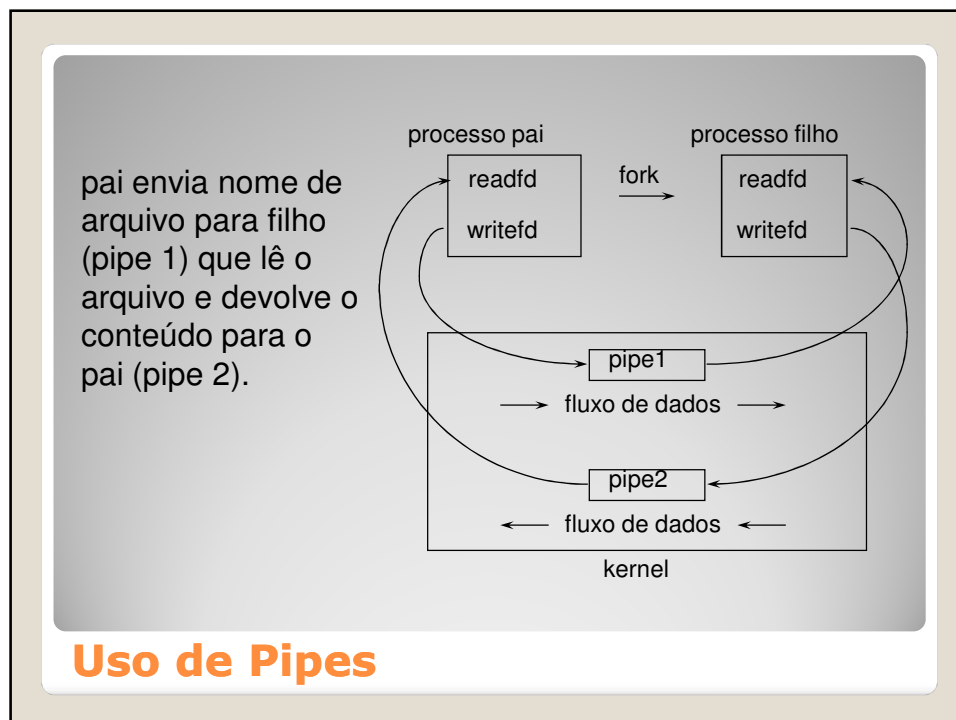 pai envia nome de
arquivo para filho
(pipe 1) que lê o
arquivo e devolve o
conteúdo para o
pai (pipe 2).
processo pai
processo filho
readfd
fork
readfd
writefd
writefd
pipe1
fluxo de dados
pipe2
fluxo de dados
kernel
Uso de Pipes